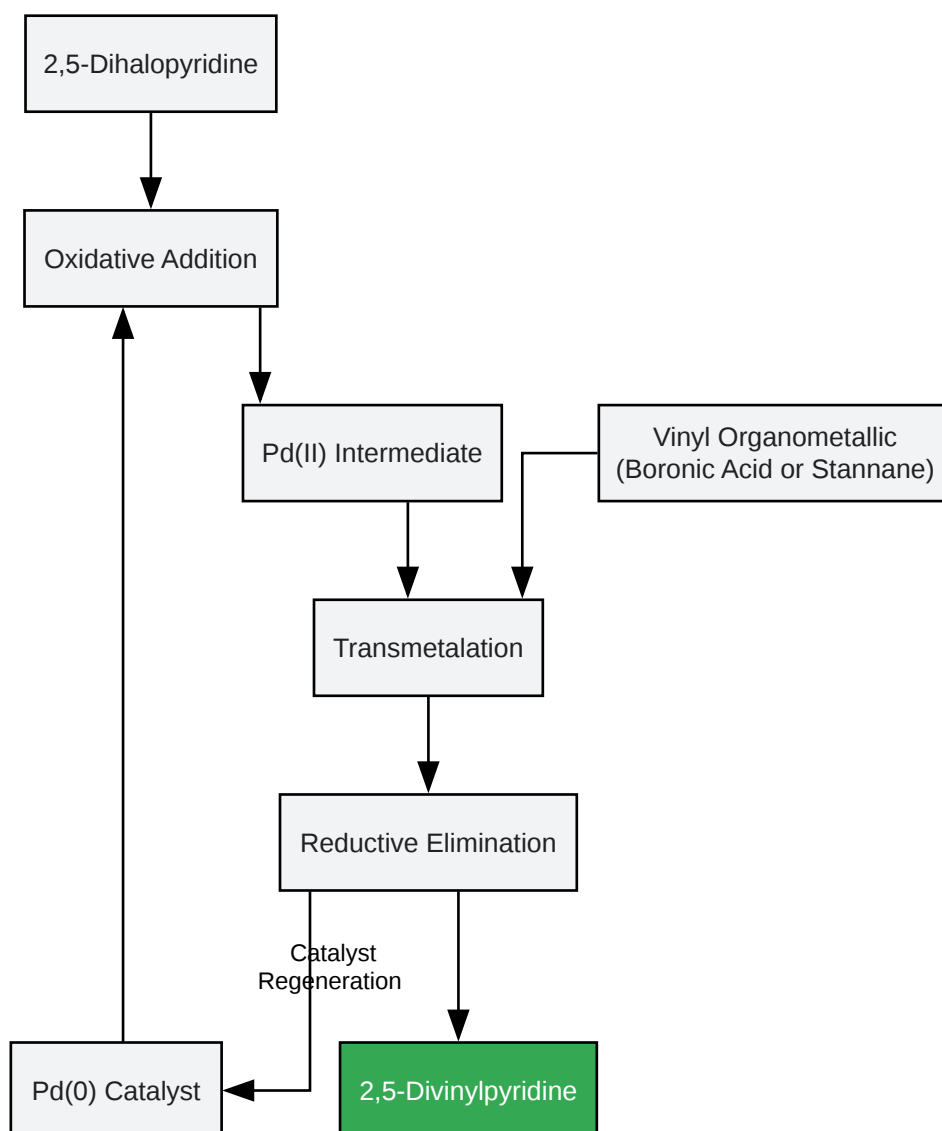 2,5-Dihalopyridine
Oxidative Addition
Pd(II) Intermediate
Vinyl Organometallic
(Boronic Acid or Stannane)
Transmetalation
Reductive Elimination
Catalyst
Regeneration
Pd(0) Catalyst
2,5-Divinylpyridine